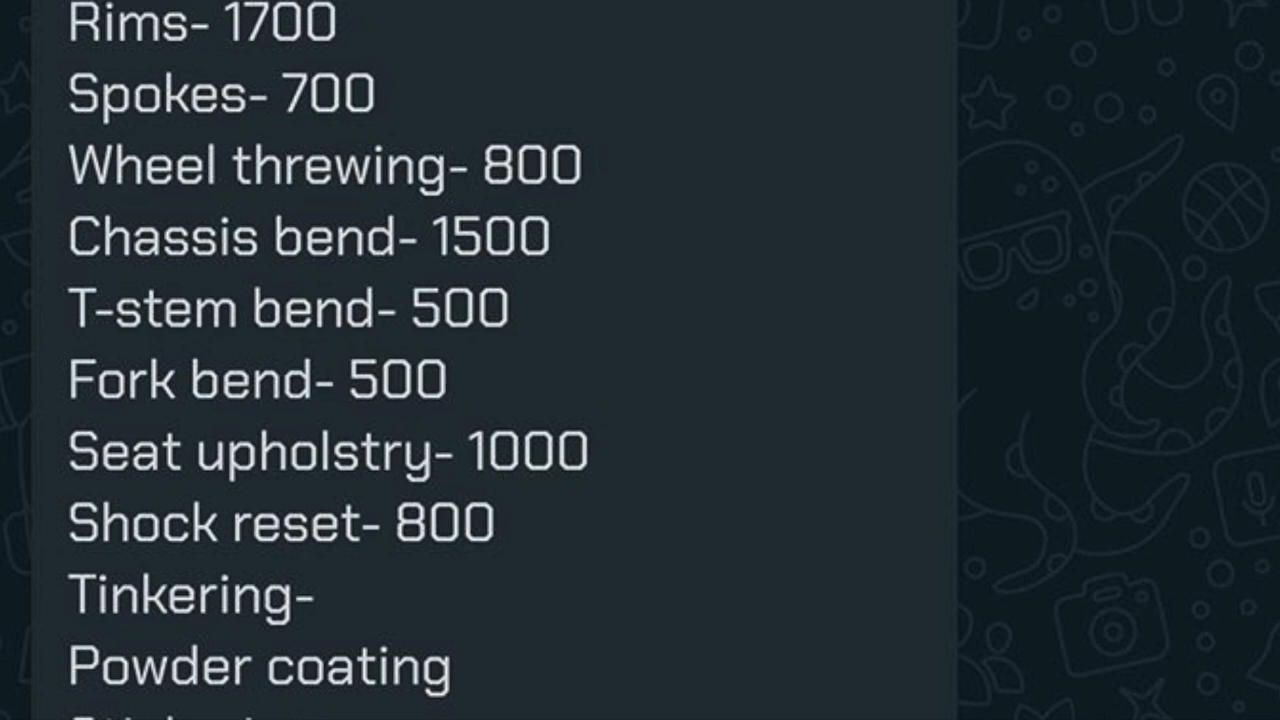 Rims- 1700
Spokes- 700
Wheel threwing- 800
Chassis bend- 1500
T-stem bend- 500
Fork bend- 500
Seat upholstry- 1000
Shock reset- 800
Tinkering-
Powder coating